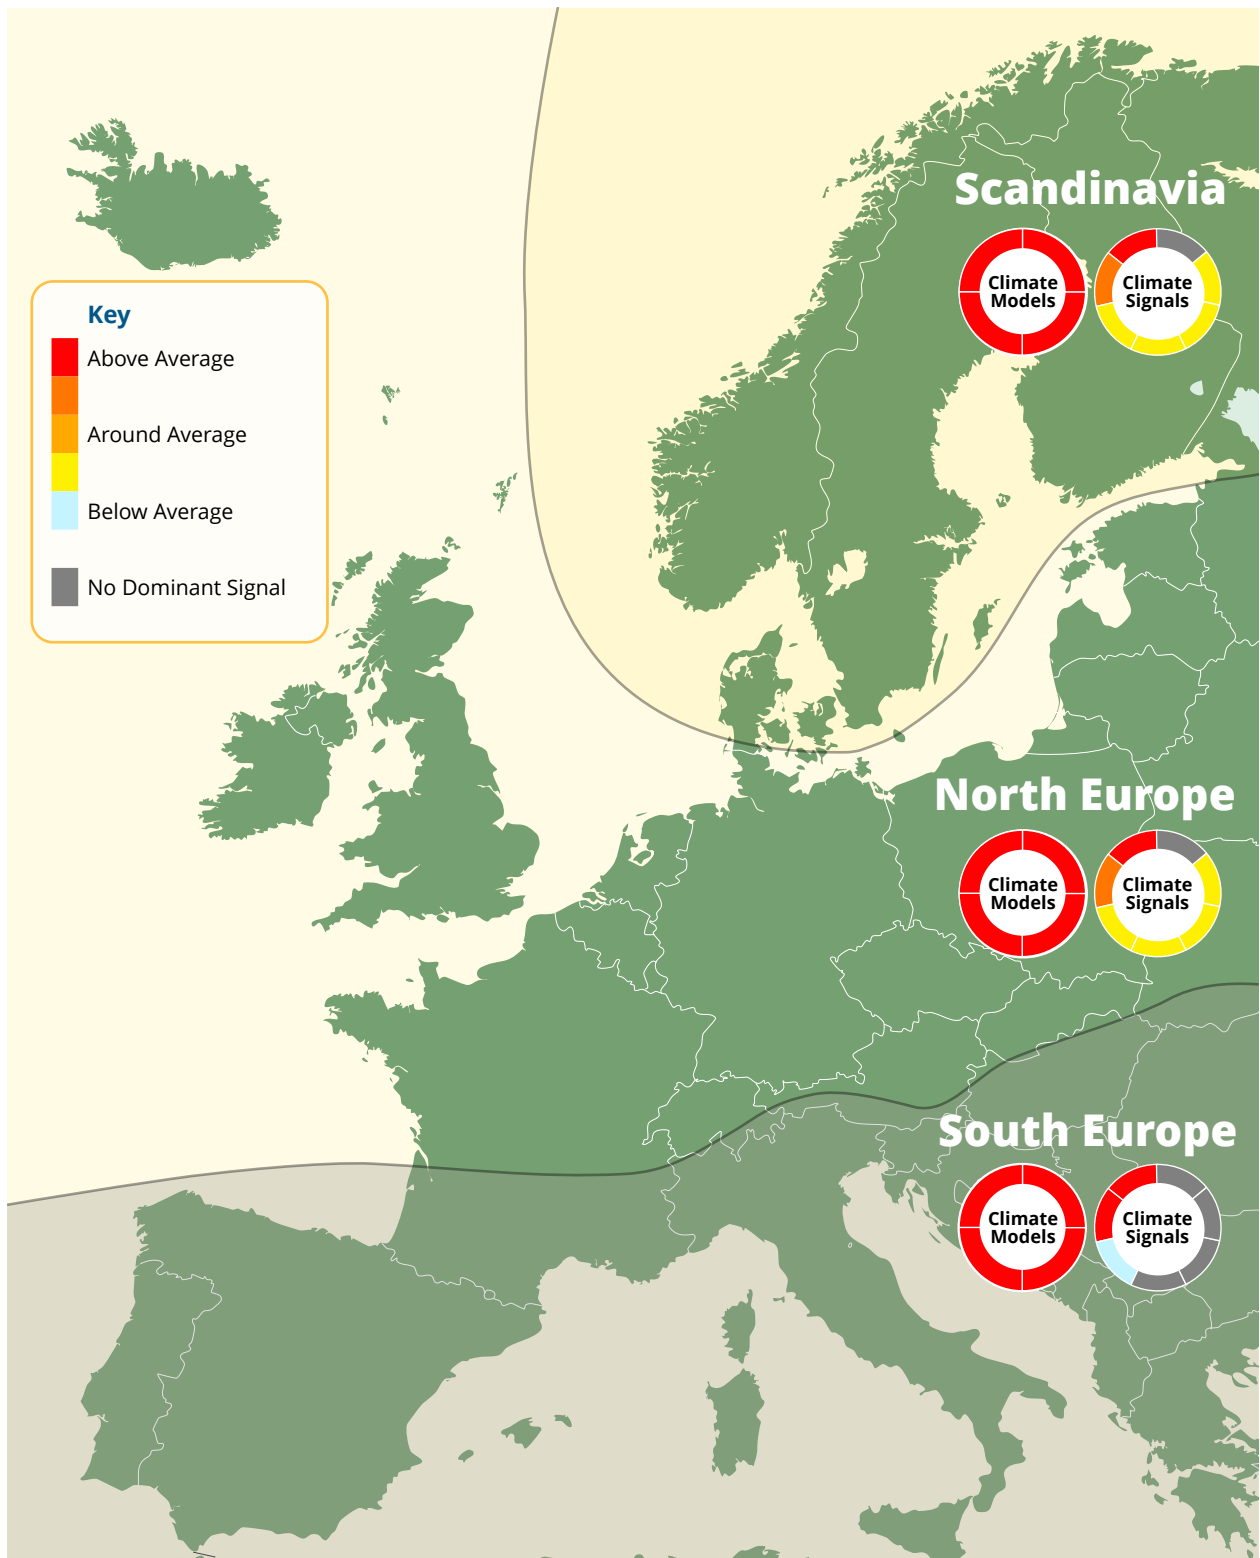 Scandinavia
Climate
Models
Climate
Signals
Key
Above Average
Around Average
Below Average
No Dominant Signal
North Europe
Climate
Models
Climate
Signals
South Europe
Climate
Models
Climate
Signals